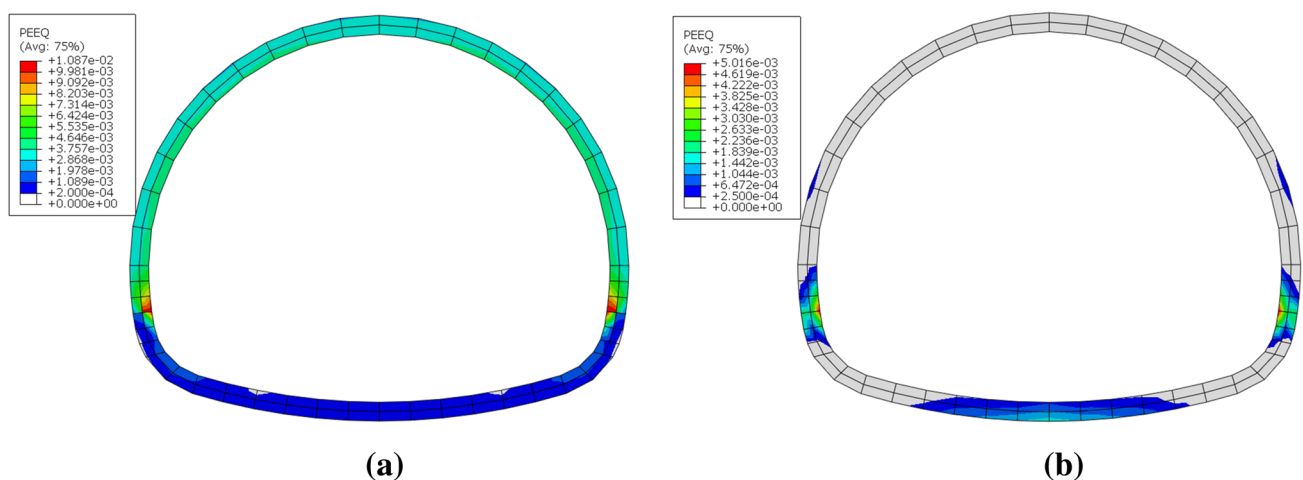 PEEQ
(Avg: 75%)
+1.087e-02
+9.981e-03
+9.092e-03
+8.203e-03
+7.314e-03
+6.424e-03
+5.535e-03
+4.646e-03
+3.757e-03
+2.868e-03
+1.978e-03
+1.089e-03
+2.000e-04
+0.000e+00
PEEQ
(Avg: 75%)
+5.016e-03
+4.619e-03
+4.222e-03
+3.825e-03
+3.428e-03
+3.030e-03
+2.633e-03
+2.236e-03
+1.839e-03
+1.442e-03
+1.044e-03
+6.472e-04
+2.500e-04
+0.000e+00
(a)
(b)